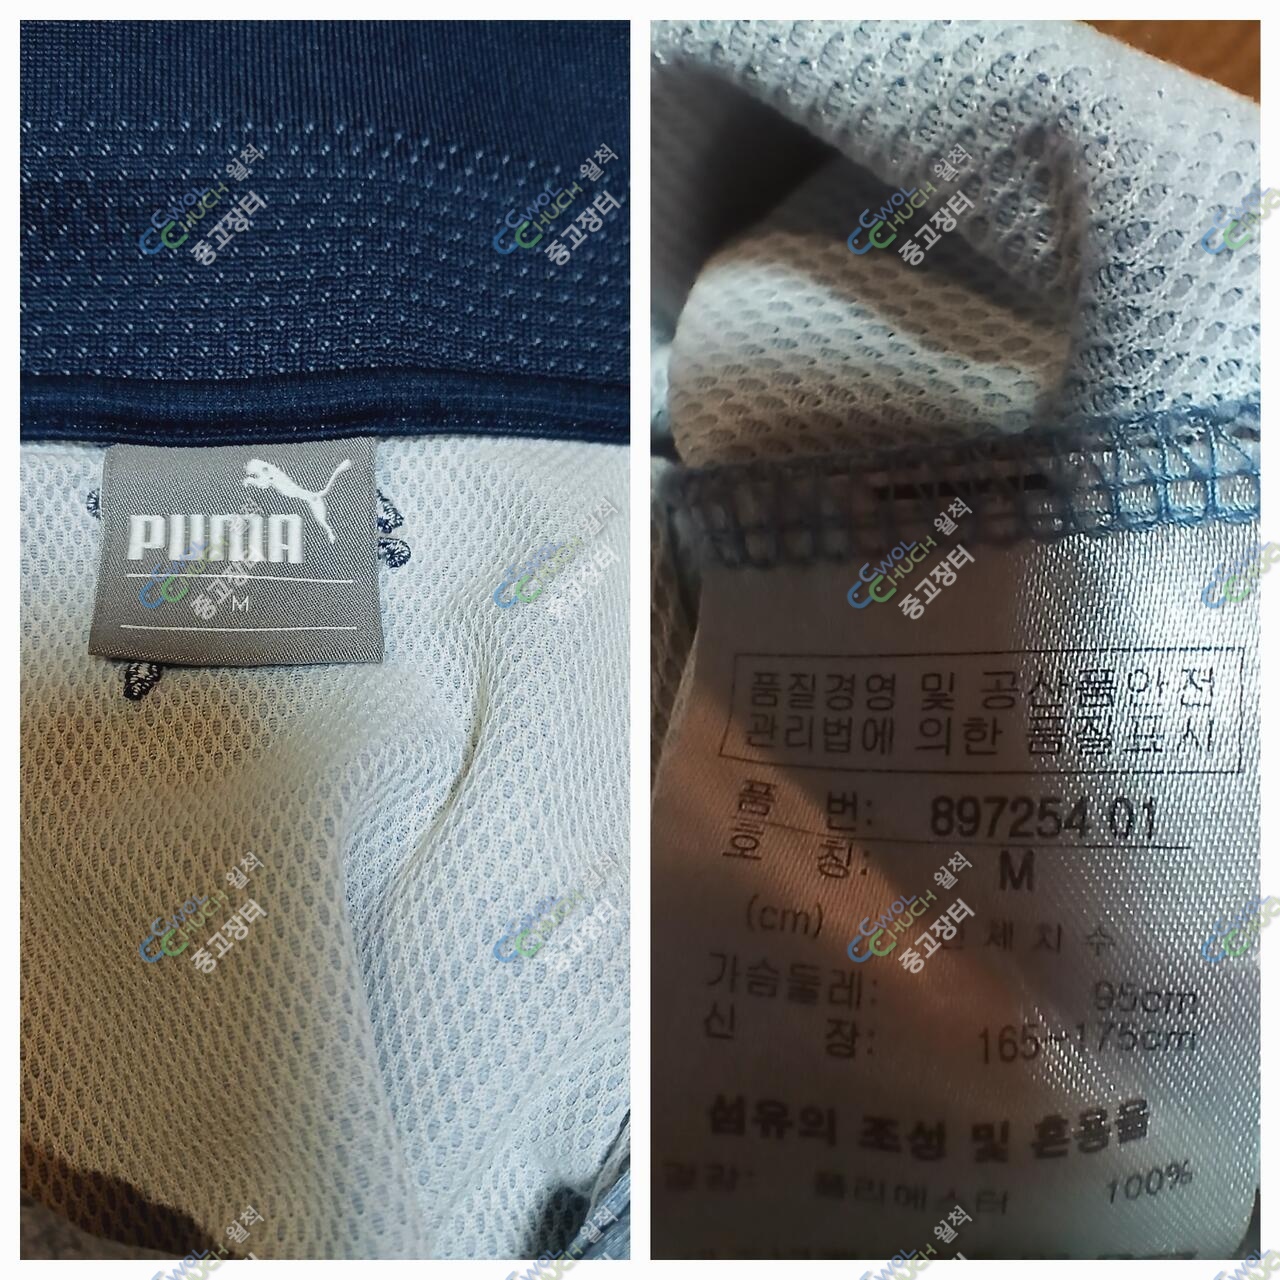 PUMA
M
품질경영 및 공산품안전
관리법에 의한 품질표시
품 번: 897254 01
호 칭: M
(cm) 신체치수
가슴둘레: 95cm
신 장: 165~175cm
섬유의 조성 및 혼용율
겉감: 폴리에스터 100%
CWOL
CHUCH 월척
중고장터